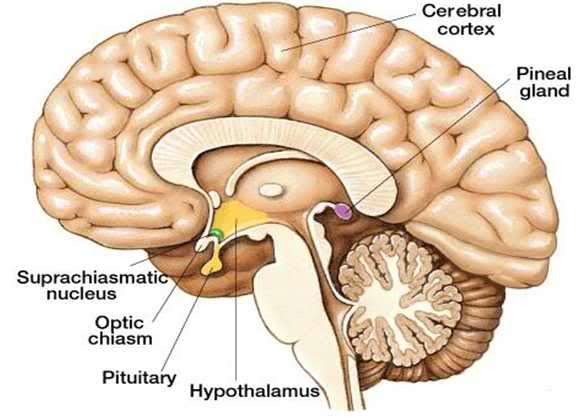 Cerebral
cortex
Pineal
gland
Suprachiasmatic
nucleus
Optic
chiasm
Pituitary
Hypothalamus